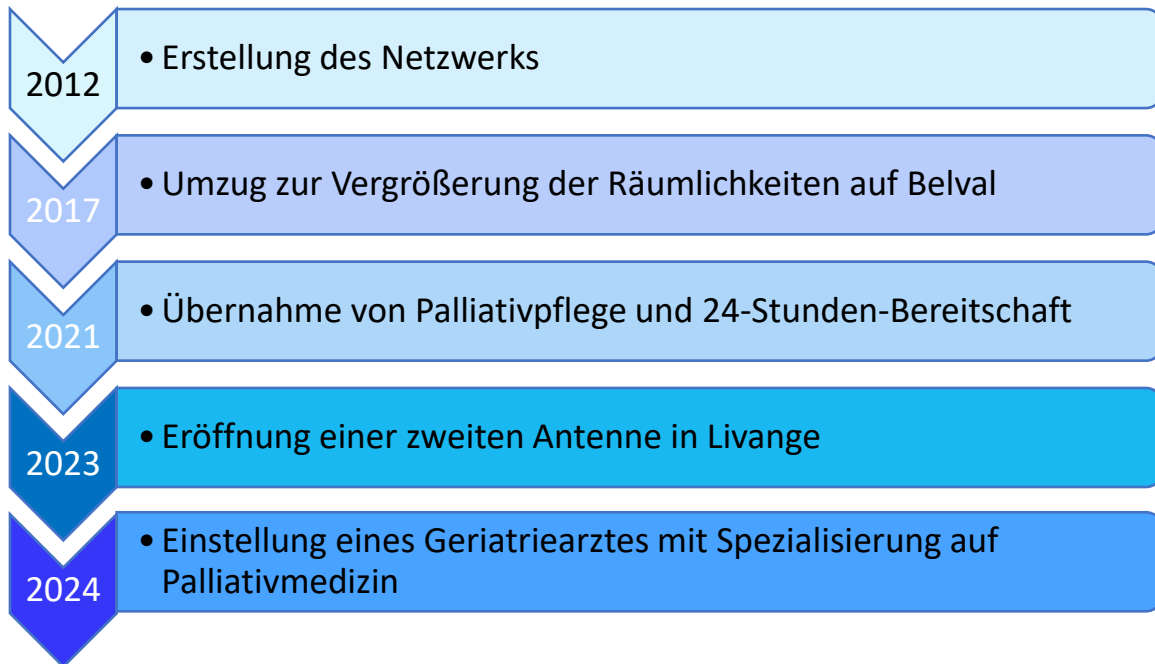 2012
• Erstellung des Netzwerks
2017
• Umzug zur Vergrößerung der Räumlichkeiten auf Belval
2021
• Übernahme von Palliativpflege und 24-Stunden-Bereitschaft
2023
• Eröffnung einer zweiten Antenne in Livange
2024
• Einstellung eines Geriatriearztes mit Spezialisierung auf
Palliativmedizin